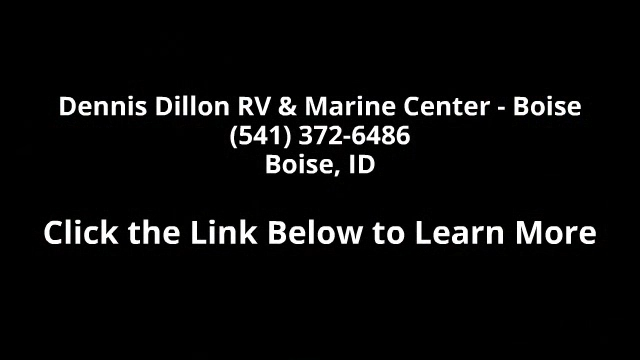 Dennis Dillon RV & Marine Center - Boise
(541) 372-6486
Boise, ID
Click the Link Below to Learn More